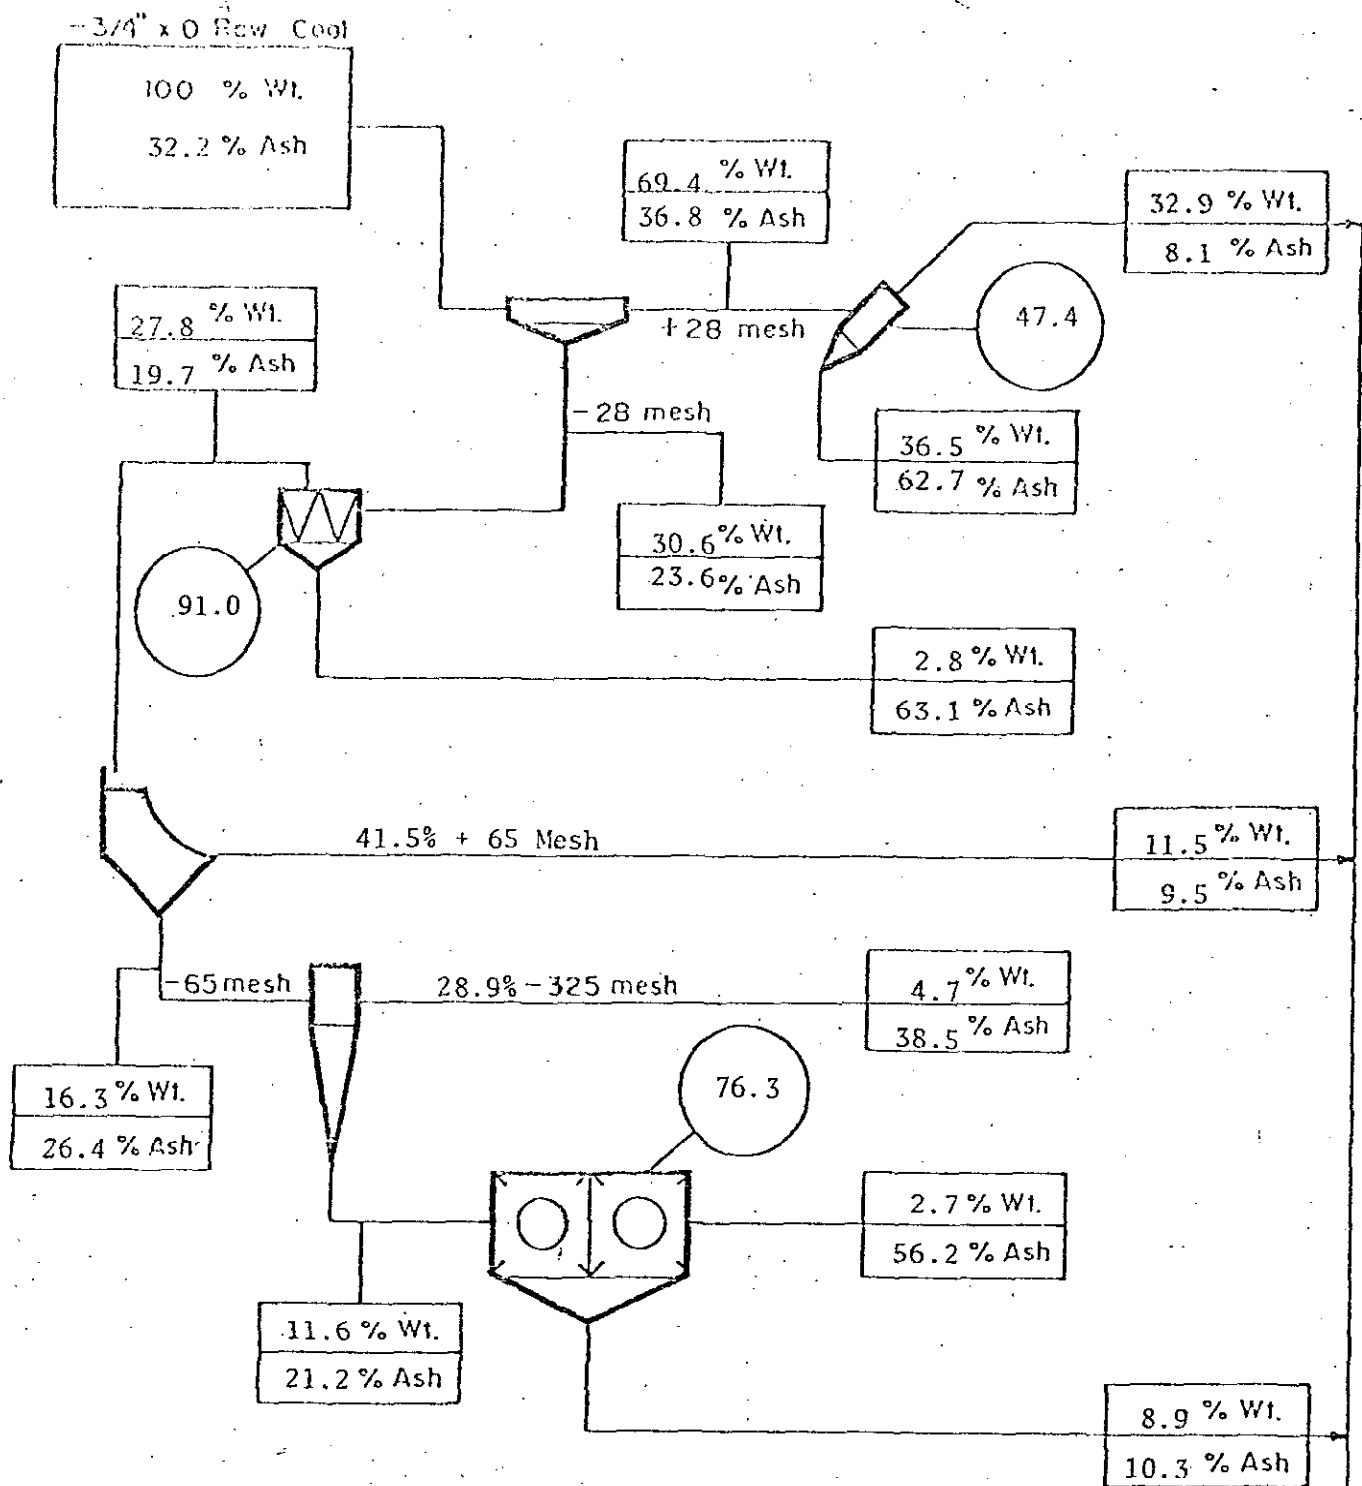 -3/4" x 0 Raw Coal
100 % Wt.
32.2 % Ash
69.4 % Wt.
36.8 % Ash
32.9 % Wt.
8.1 % Ash
27.8 % Wt.
19.7 % Ash
+28 mesh
47.4
-28 mesh
36.5 % Wt.
62.7 % Ash
30.6 % Wt.
23.6 % Ash
91.0
2.8 % Wt.
63.1 % Ash
41.5% + 65 Mesh
11.5 % Wt.
9.5 % Ash
-65 mesh
28.9% -325 mesh
4.7 % Wt.
38.5 % Ash
16.3 % Wt.
26.4 % Ash
76.3
2.7 % Wt.
56.2 % Ash
11.6 % Wt.
21.2 % Ash
8.9 % Wt.
10.3 % Ash